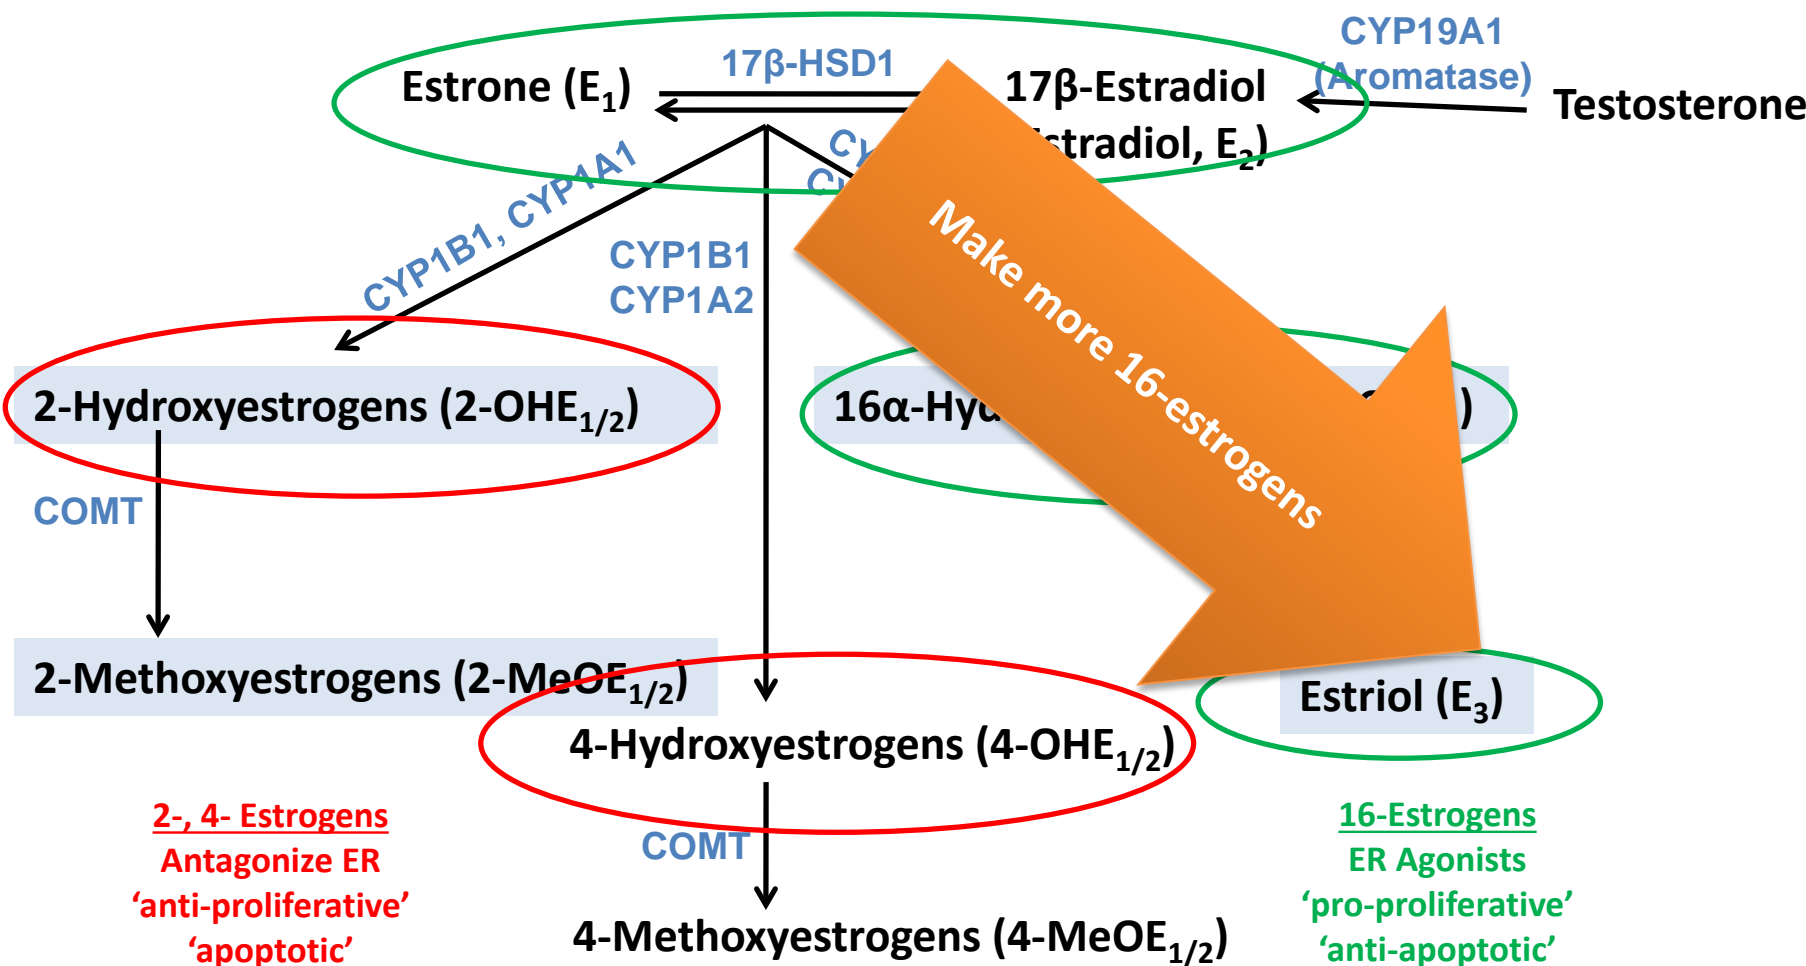 CYP19A1
(Aromatase)
17β-HSD1
Estrone (E1)
17β-Estradiol
Estradiol, E2)
Testosterone
CYP1B1, CYP1A1
CYP1B1
CYP1A2
Make more 16-estrogens
2-Hydroxyestrogens (2-OHE1/2)
16α-Hyd
)
COMT
2-Methoxyestrogens (2-MeOE1/2)
Estriol (E3)
4-Hydroxyestrogens (4-OHE1/2)
2-, 4- Estrogens
Antagonize ER
‘anti-proliferative’
‘apoptotic’
COMT
16-Estrogens
ER Agonists
‘pro-proliferative’
‘anti-apoptotic’
4-Methoxyestrogens (4-MeOE1/2)